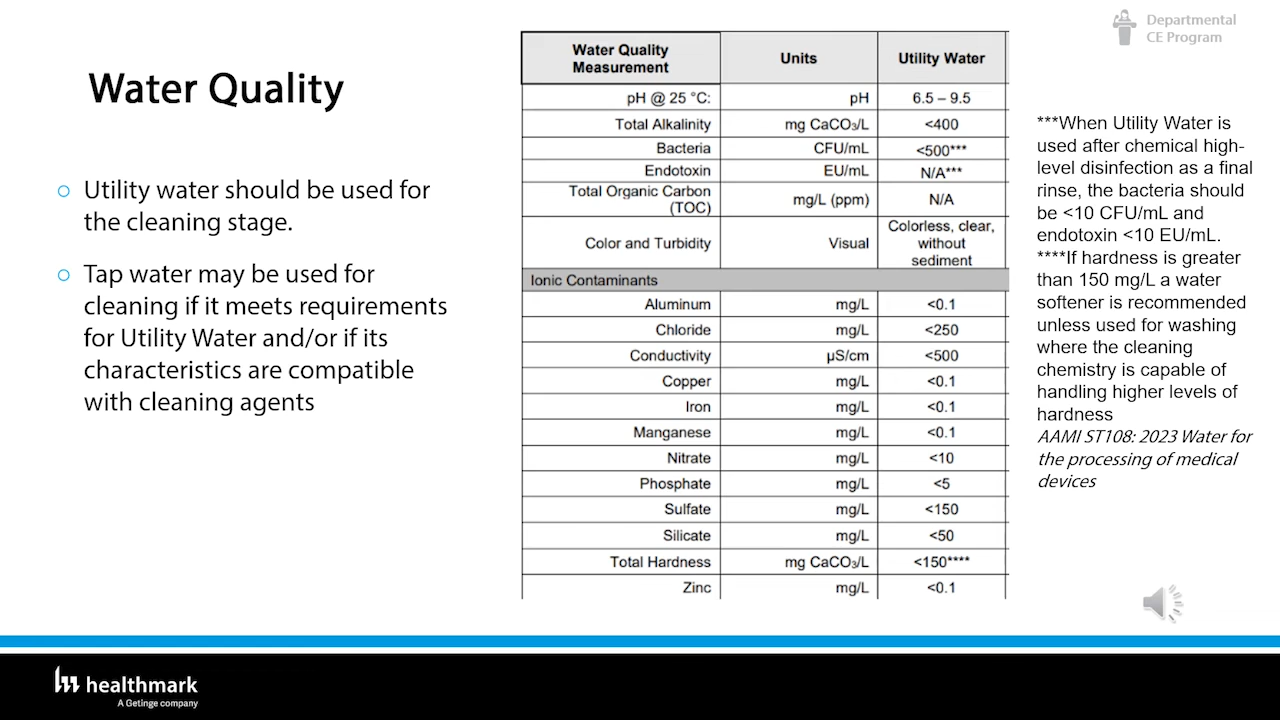 Departmental
CE Program
Water Quality
○ Utility water should be used for
the cleaning stage.
○ Tap water may be used for
cleaning if it meets requirements
for Utility Water and/or if its
characteristics are compatible
with cleaning agents
Water Quality
Measurement
Units
Utility Water
pH @ 25 °C: pH 6.5 – 9.5
Total Alkalinity mg CaCO₃/L <400
Bacteria CFU/mL <500***
Endotoxin EU/mL N/A***
Total Organic Carbon
(TOC)
mg/L (ppm)
N/A
Color and Turbidity
Visual
Colorless, clear,
without
sediment
Ionic Contaminants
Aluminum mg/L <0.1
Chloride mg/L <250
Conductivity µS/cm <500
Copper mg/L <0.1
Iron mg/L <0.1
Manganese mg/L <0.1
Nitrate mg/L <10
Phosphate mg/L <5
Sulfate mg/L <150
Silicate mg/L <50
Total Hardness mg CaCO₃/L <150****
Zinc mg/L <0.1
***When Utility Water is
used after chemical high-
level disinfection as a final
rinse, the bacteria should
be <10 CFU/mL and
endotoxin <10 EU/mL.
****If hardness is greater
than 150 mg/L a water
softener is recommended
unless used for washing
where the cleaning
chemistry is capable of
handling higher levels of
hardness
AAMI ST108: 2023 Water for
the processing of medical
devices
healthmark
A Getinge company